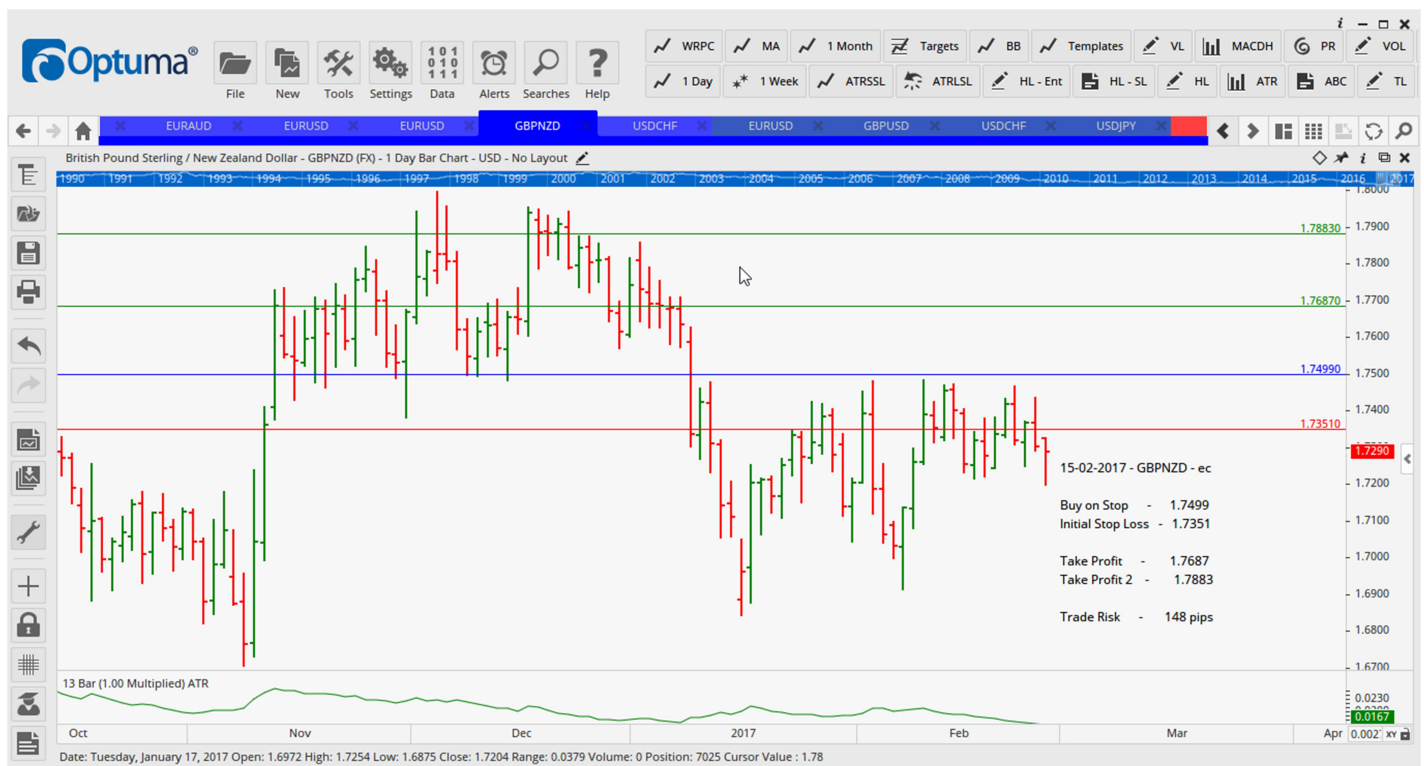 Optuma®
File
New
Tools
Settings
101
010
111
Data
Alerts
Searches
?
Help
WRPC
MA
1 Month
Targets
BB
Templates
VL
MACDH
PR
VOL
1 Day
1 Week
ATRSSL
ATRLSL
HL - Ent
HL - SL
HL
ATR
ABC
TL
EURAUD
EURUSD
EURUSD
GBPNZD
USDCHF
EURUSD
GBPUSD
USDCHF
USDJPY
British Pound Sterling / New Zealand Dollar - GBPNZD (FX) - 1 Day Bar Chart - USD - No Layout
1990 1991 1992 1993 1994 1995 1996 1997 1998 1999 2000 2001 2002 2003 2004 2005 2006 2007 2008 2009 2010 2011 2012 2013 2014 2015 2016 2017
1.8000
1.7900
1.78830
1.7800
1.7700
1.76870
1.7600
1.7500
1.74990
1.7400
1.73510
1.7290
1.7200
1.7100
1.7000
1.6900
1.6800
1.6700
15-02-2017 - GBPNZD - ec
Buy on Stop - 1.7499
Initial Stop Loss - 1.7351
Take Profit - 1.7687
Take Profit 2 - 1.7883
Trade Risk - 148 pips
13 Bar (1.00 Multiplied) ATR
0.0230
0.0167
Oct Nov Dec 2017 Feb Mar Apr
XY
Date: Tuesday, January 17, 2017 Open: 1.6972 High: 1.7254 Low: 1.6875 Close: 1.7204 Range: 0.0379 Volume: 0 Position: 7025 Cursor Value : 1.78